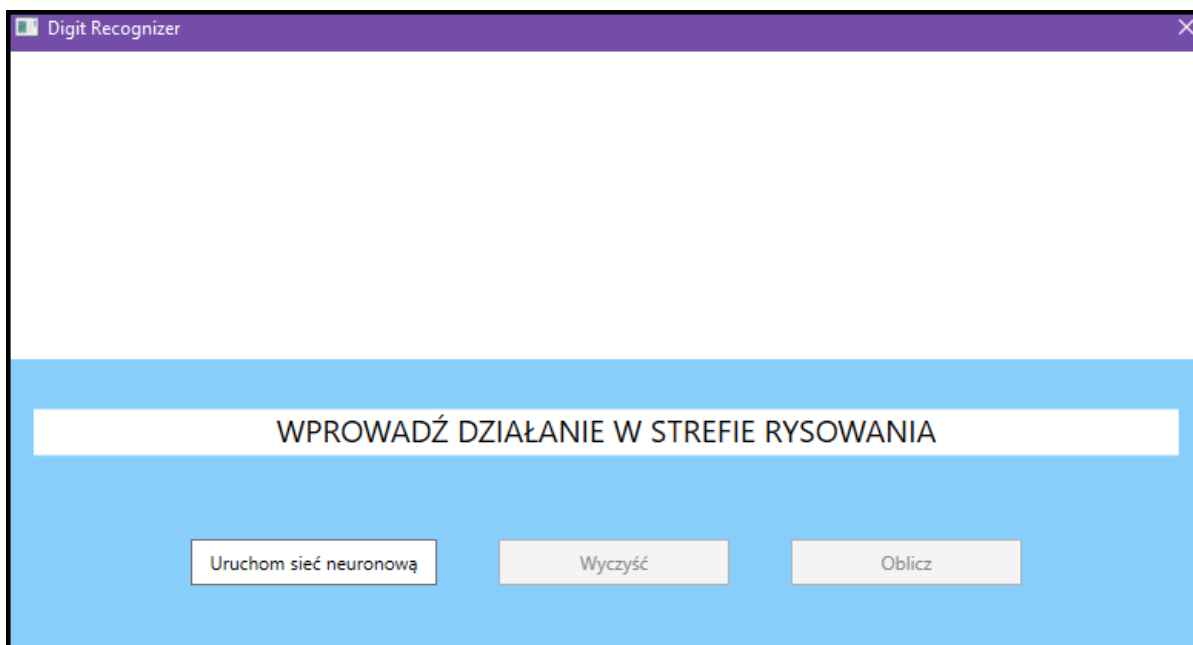 Digit Recognizer
WPROWADŹ DZIAŁANIE W STREFIE RYSOWANIA
Uruchom sieć neuronową
Wyczyść
Oblicz